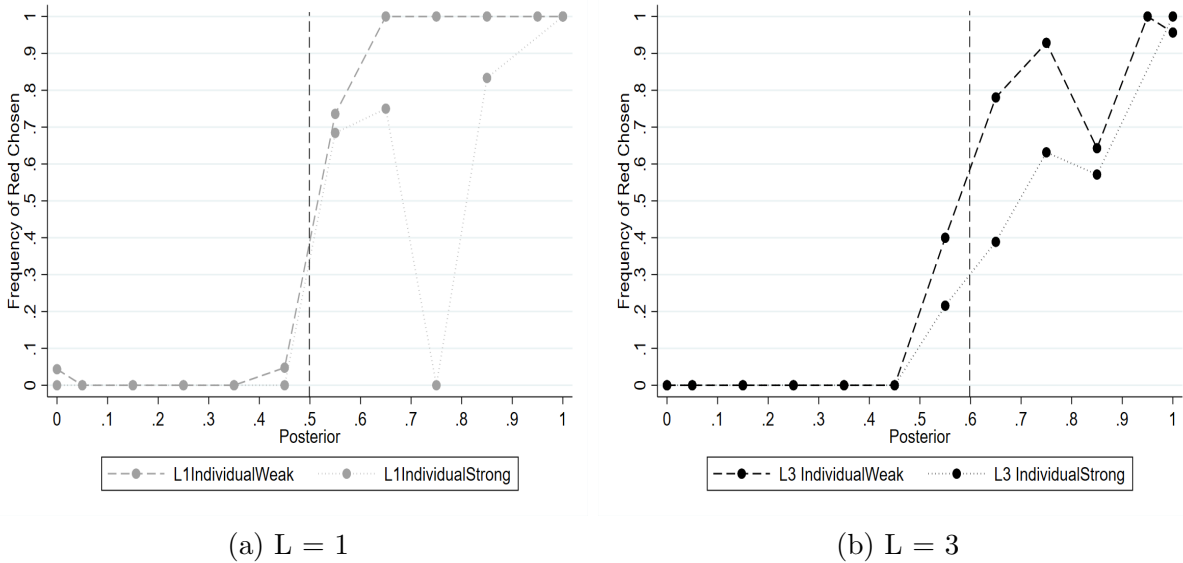 Frequency of Red Chosen
1
.9
.8
.7
.6
.5
.4
.3
.2
.1
0
0 .1 .2 .3 .4 .5 .6 .7 .8 .9 1
Posterior
L1IndividualWeak L1IndividualStrong
(a) L = 1
Frequency of Red Chosen
1
.9
.8
.7
.6
.5
.4
.3
.2
.1
0
0 .1 .2 .3 .4 .5 .6 .7 .8 .9 1
Posterior
L3 IndividualWeak L3 IndividualStrong
(b) L = 3